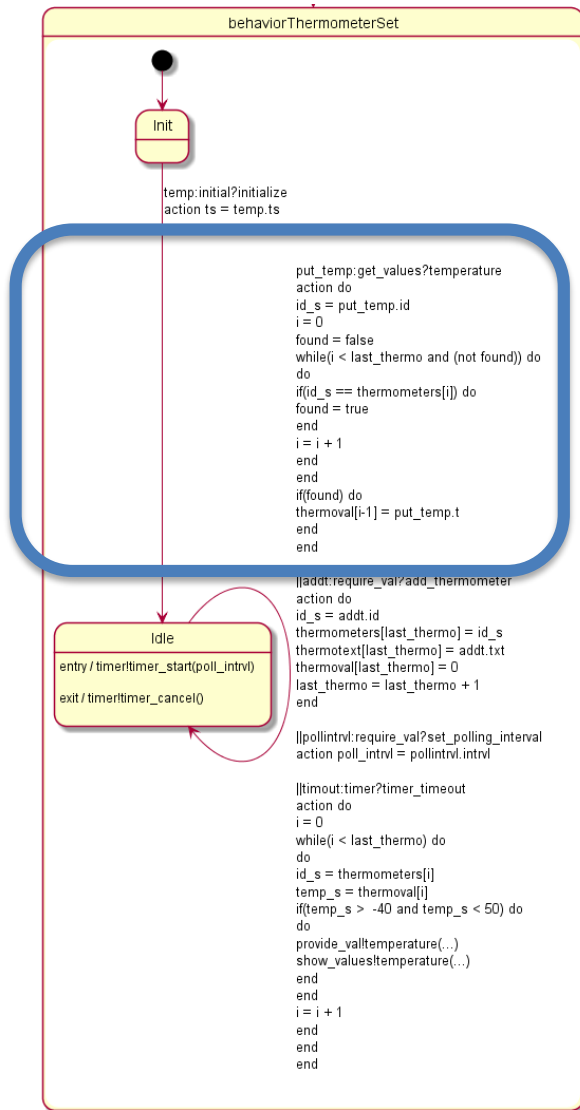 behaviorThermometerSet
Init
temp:initial?initialize
action ts = temp.ts
put_temp:get_values?temperature
action do
id_s = put_temp.id
i = 0
found = false
while(i < last_thermo and (not found)) do
do
if(id_s == thermometers[i]) do
found = true
end
i = i + 1
end
end
if(found) do
thermoval[i-1] = put_temp.t
end
end
||addt:require_val?add_thermometer
action do
id_s = addt.id
thermometers[last_thermo] = id_s
thermotext[last_thermo] = addt.txt
thermoval[last_thermo] = 0
last_thermo = last_thermo + 1
end
Idle
entry / timer!timer_start(poll_intrvl)
exit / timer!timer_cancel()
||pollintrvl:require_val?set_polling_interval
action poll_intrvl = pollintrvl.intrvl
||timout:timer?timer_timeout
action do
i = 0
while(i < last_thermo) do
do
id_s = thermometers[i]
temp_s = thermoval[i]
if(temp_s > -40 and temp_s < 50) do
do
provide_val!temperature(...)
show_values!temperature(...)
end
end
i = i + 1
end
end
end